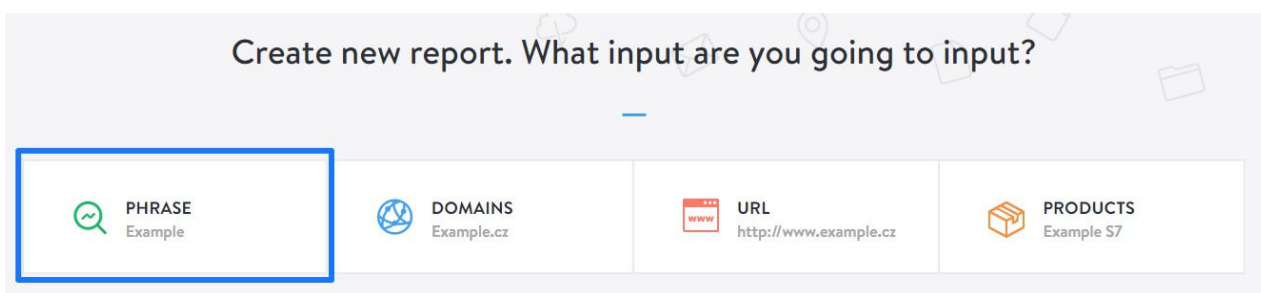 Create new report. What input are you going to input?
PHRASE
Example
DOMAINS
Example.cz
www
URL
http://www.example.cz
PRODUCTS
Example S7